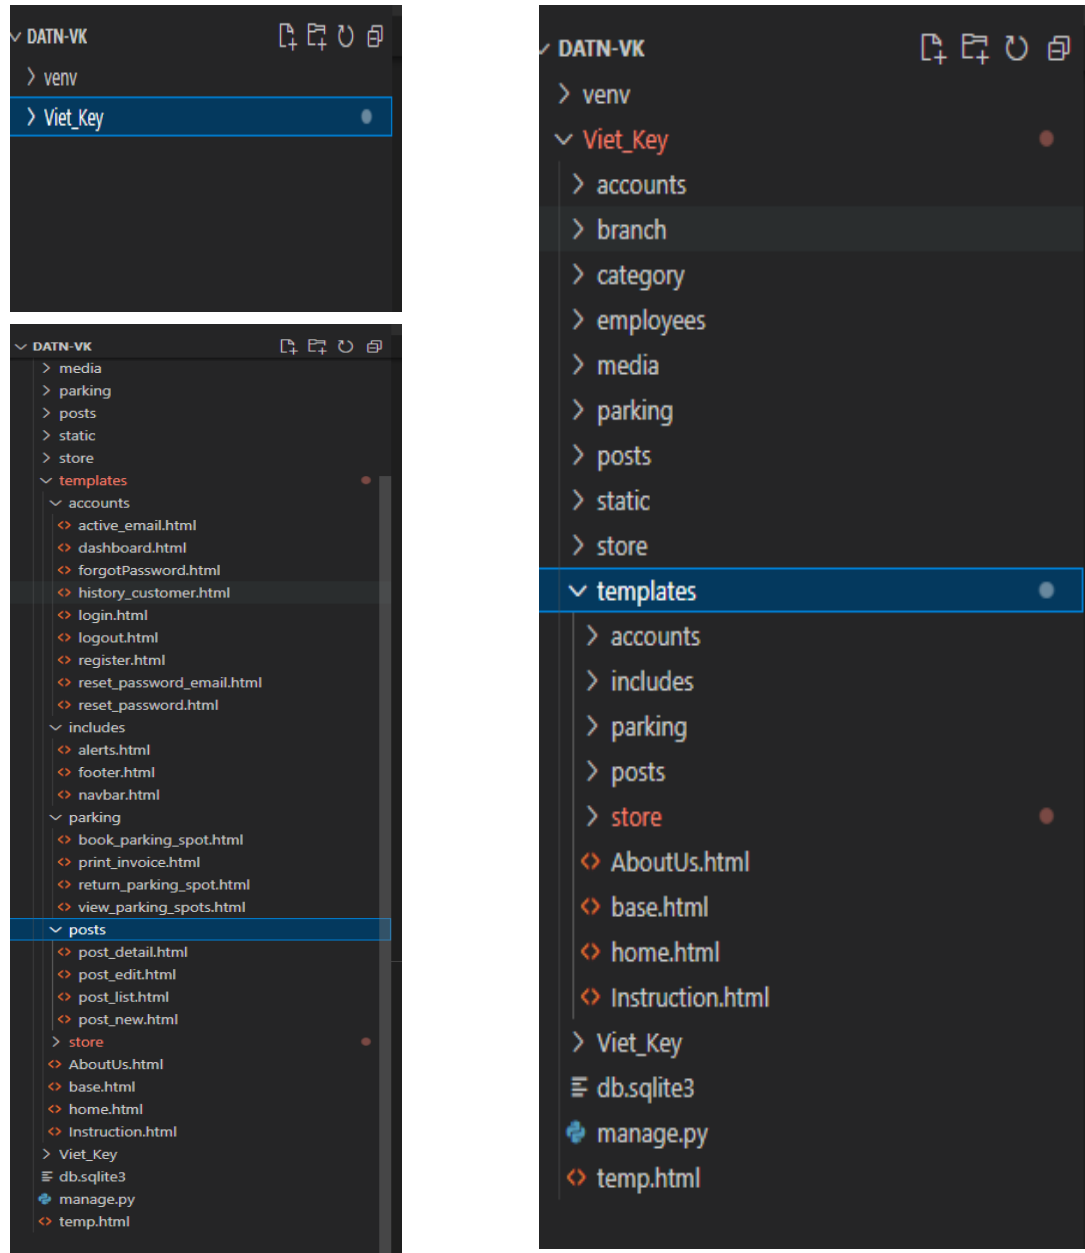 DATN-VK
venv
Viet_Key
DATN-VK
media
parking
posts
static
store
templates
accounts
active_email.html
dashboard.html
forgotPassword.html
history_customer.html
login.html
logout.html
register.html
reset_password_email.html
reset_password.html
includes
alerts.html
footer.html
navbar.html
parking
book_parking_spot.html
print_invoice.html
return_parking_spot.html
view_parking_spots.html
posts
post_detail.html
post_edit.html
post_list.html
post_new.html
store
AboutUs.html
base.html
home.html
Instruction.html
Viet_Key
db.sqlite3
manage.py
temp.html
DATN-VK
venv
Viet_Key
accounts
branch
category
employees
media
parking
posts
static
store
templates
accounts
includes
parking
posts
store
AboutUs.html
base.html
home.html
Instruction.html
Viet_Key
db.sqlite3
manage.py
temp.html